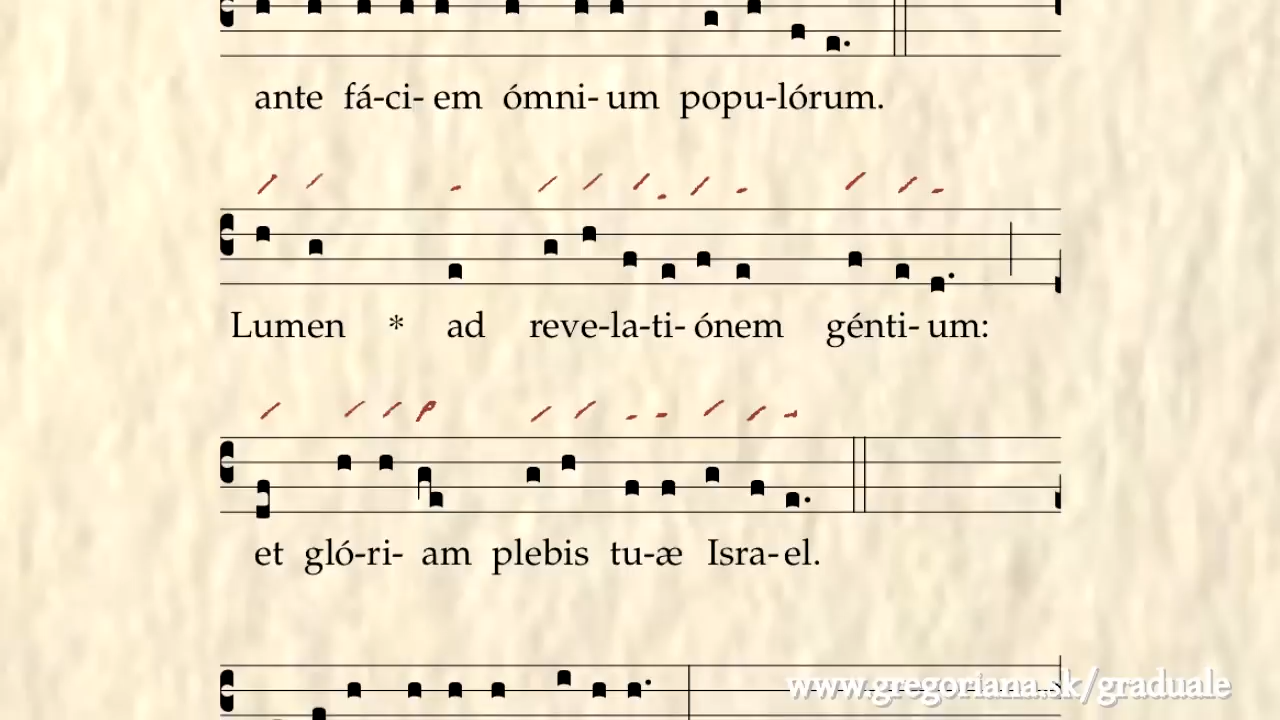 ante fá-ci- em ómni- um popu-lórum.
Lumen * ad reve-la-ti- ónem génti- um:
et gló-ri- am plebis tu-æ Isra- el.
www.gregoriana.sk/graduale